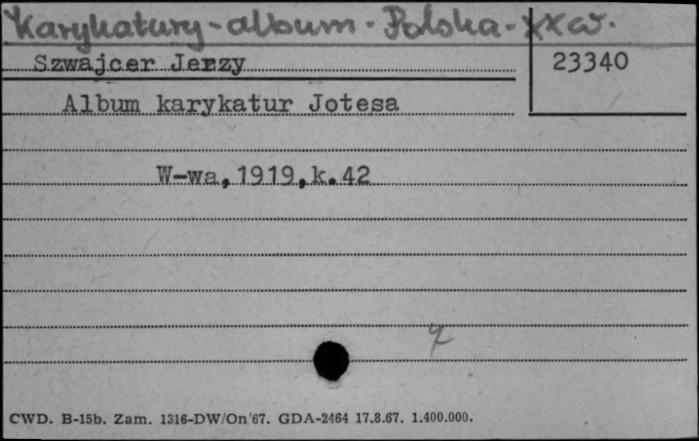 Karykatury - album - Polska - XX w.
Szwajcer Jerzy
23340
Album karykatur Jotesa
W-wa,1919,k.42
CWD. B-15b. Zam. 1316-DW/On/67. GDA-2464 17.8.67. 1.400.000.